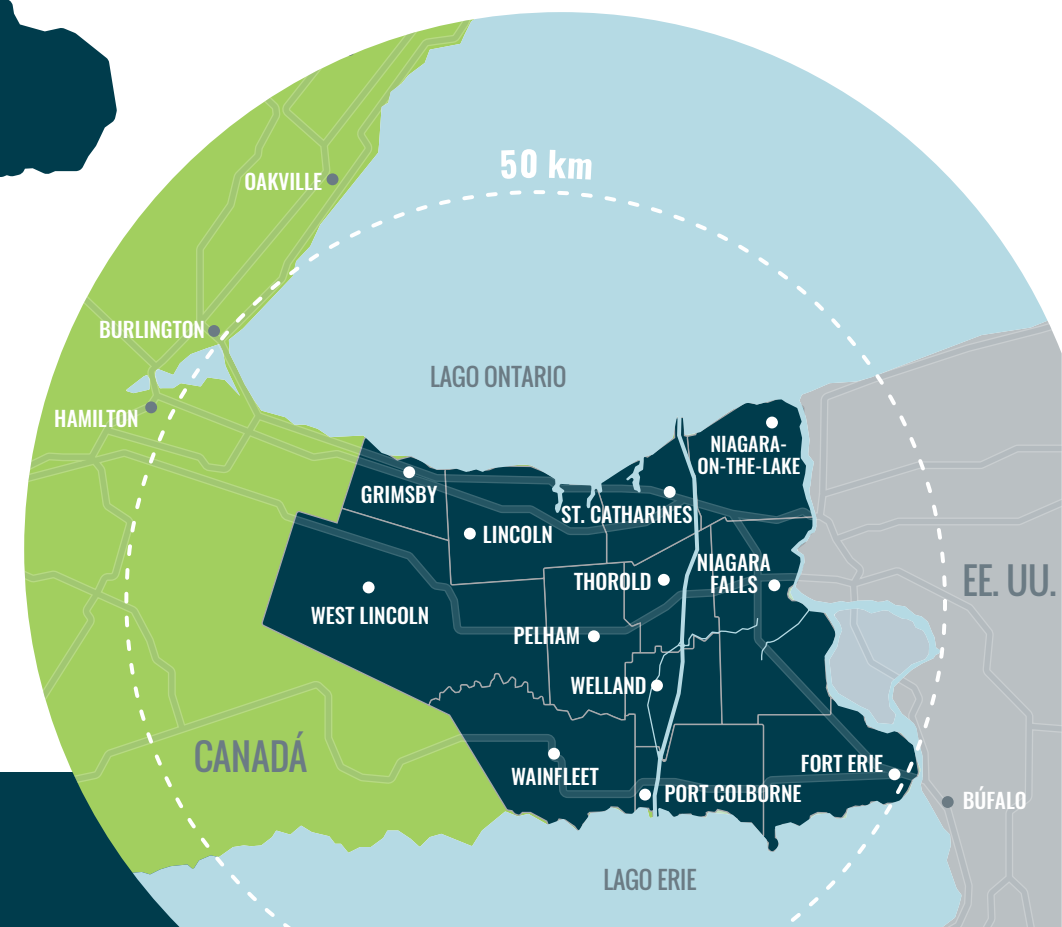 50 km
OAKVILLE
BURLINGTON
LAGO ONTARIO
HAMILTON
NIAGARA-
ON-THE-LAKE
GRIMSBY
ST. CATHARINES
LINCOLN
NIAGARA
FALLS
THOROLD
EE. UU.
WEST LINCOLN
PELHAM
WELLAND
CANADÁ
FORT ERIE
WAINFLEET
PORT COLBORNE
BÚFALO
LAGO ERIE